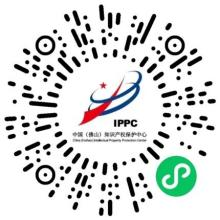 IPPC
中国（佛山）知识产权保护中心
China (Foshan) Intellectual Property Protection Center